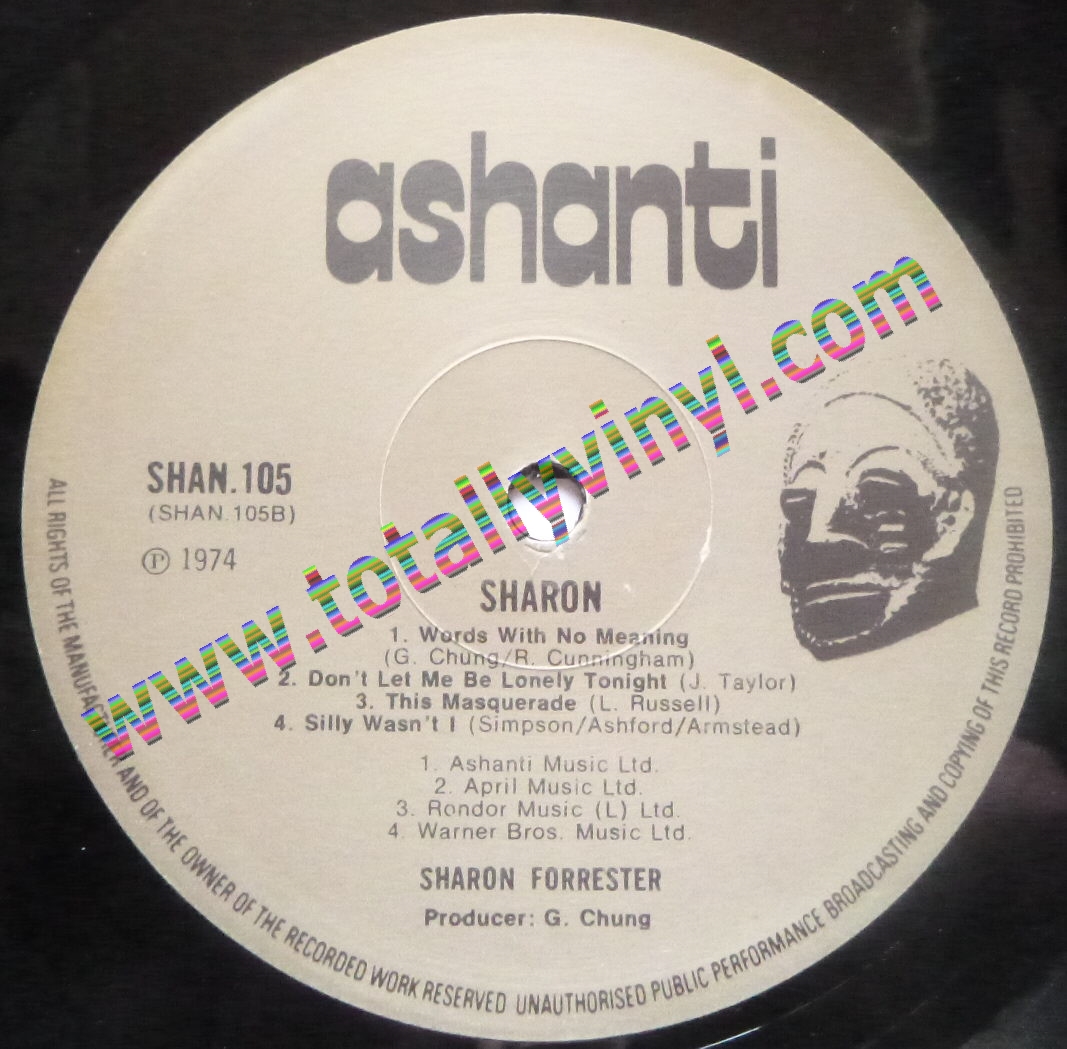 ashanti
www.totallyvinyl.com
SHAN.105
(SHAN.105B)
Ⓟ 1974
SHARON
1. Words With No Meaning
(G. Chung/R. Cunningham)
2. Don't Let Me Be Lonely Tonight (J. Taylor)
3. This Masquerade (L. Russell)
4. Silly Wasn't I (Simpson/Ashford/Armstead)
1. Ashanti Music Ltd.
2. April Music Ltd.
3. Rondor Music (L) Ltd.
4. Warner Bros. Music Ltd.
SHARON FORRESTER
Producer: G. Chung
ALL RIGHTS OF THE MANUFACTURER AND OF THE OWNER OF THE RECORDED WORK RESERVED UNAUTHORISED PUBLIC PERFORMANCE BROADCASTING AND COPYING OF THIS RECORD PROHIBITED